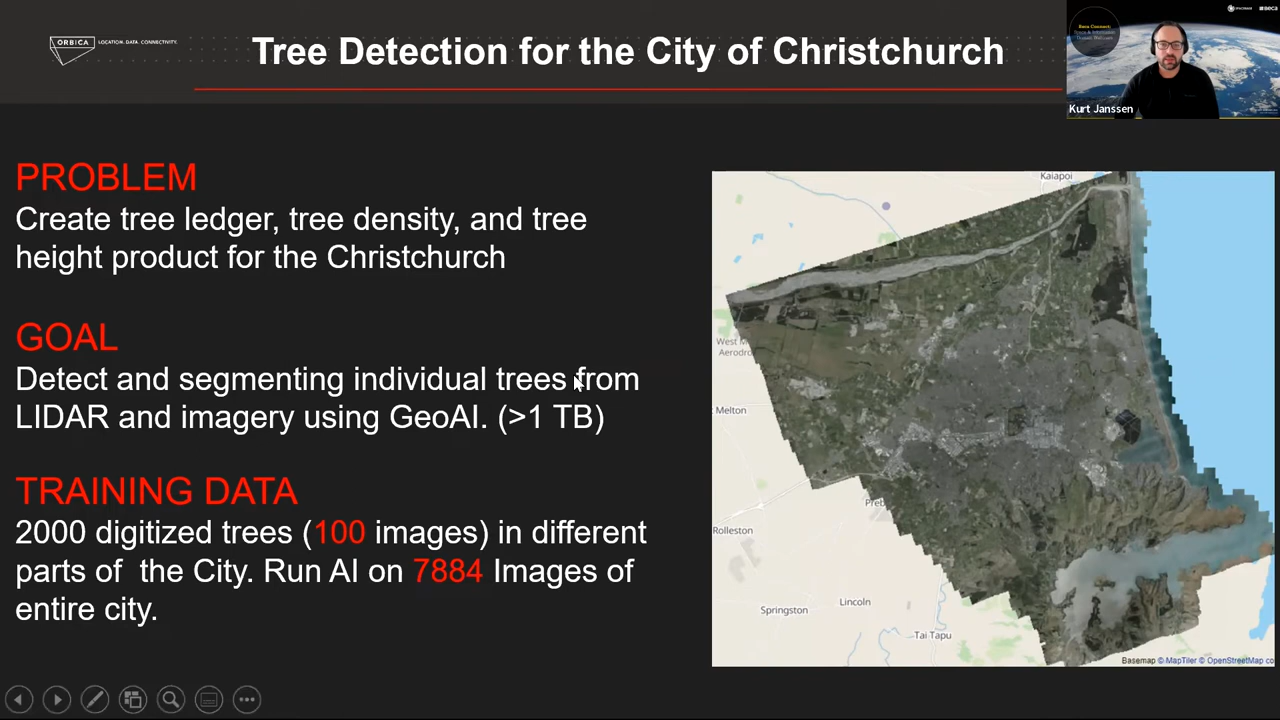 ORBICA
LOCATION. DATA. CONNECTIVITY.
Tree Detection for the City of Christchurch
Beca
Kurt Janssen
PROBLEM
Create tree ledger, tree density, and tree
height product for the Christchurch
GOAL
Detect and segmenting individual trees from
LIDAR and imagery using GeoAI. (>1 TB)
TRAINING DATA
2000 digitized trees (100 images) in different
parts of the City. Run AI on 7884 Images of
entire city.
Kaiapoi
West M
Aerodro
Melton
Preb
Rolleston
Springston
Lincoln
Tai Tapu
Basemap © MapTiler © OpenStreetMap co